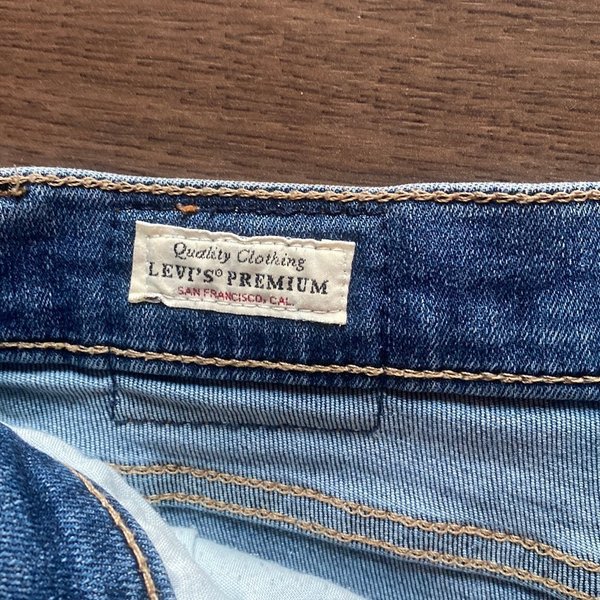 Quality Clothing
LEVI'S® PREMIUM
SAN FRANCISCO, CAL.